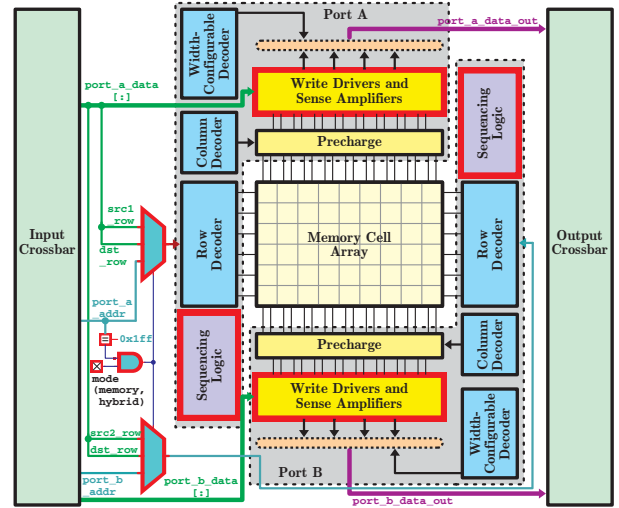 Port A
port_a_data_out
Width-
Configurable
Decoder
Write Drivers and
Sense Amplifiers
port_a_data
[:]
Column
Decoder
Precharge
Sequencing
Logic
Input
Crossbar
src1
_row
dst
_row
Row
Decoder
Memory Cell
Array
Row
Decoder
Output
Crossbar
port_a
_addr
0x1ff
mode
(memory,
hybrid)
Sequencing
Logic
Precharge
Column
Decoder
Write Drivers and
Sense Amplifiers
src2_row
dst_row
port_b
_addr
port_b_data
[:]
Width-
Configurable
Decoder
Port B
port_b_data_out